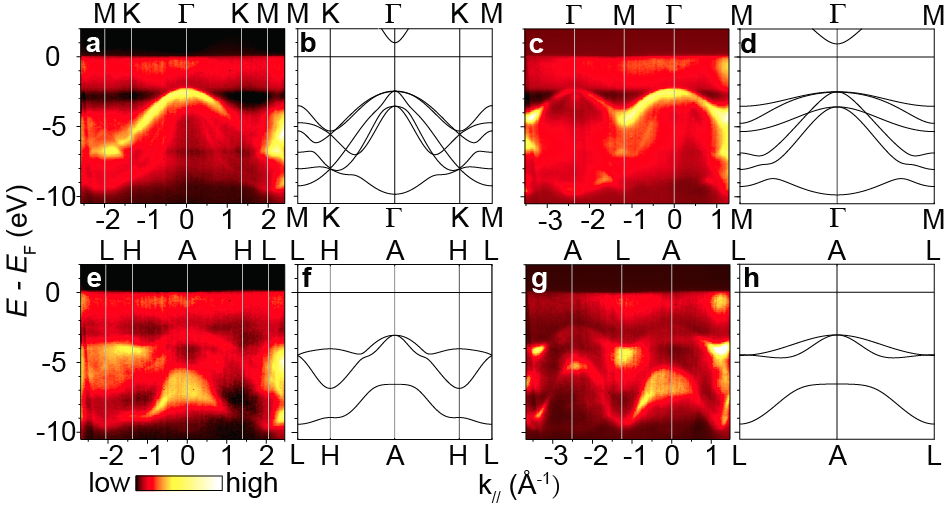 M K Γ K M M K Γ K M Γ M Γ M Γ M
a b c d
0
-5
-10
-2 -1 0 1 2 M K Γ K M -3 -2 -1 0 1 M Γ M
L H A H L L H A H L A L A L A L
e f g h
0
-5
-10
-2 -1 0 1 2 L H A H L -3 -2 -1 0 1 L A L
E - EF (eV)
low high
k// (Å-1)